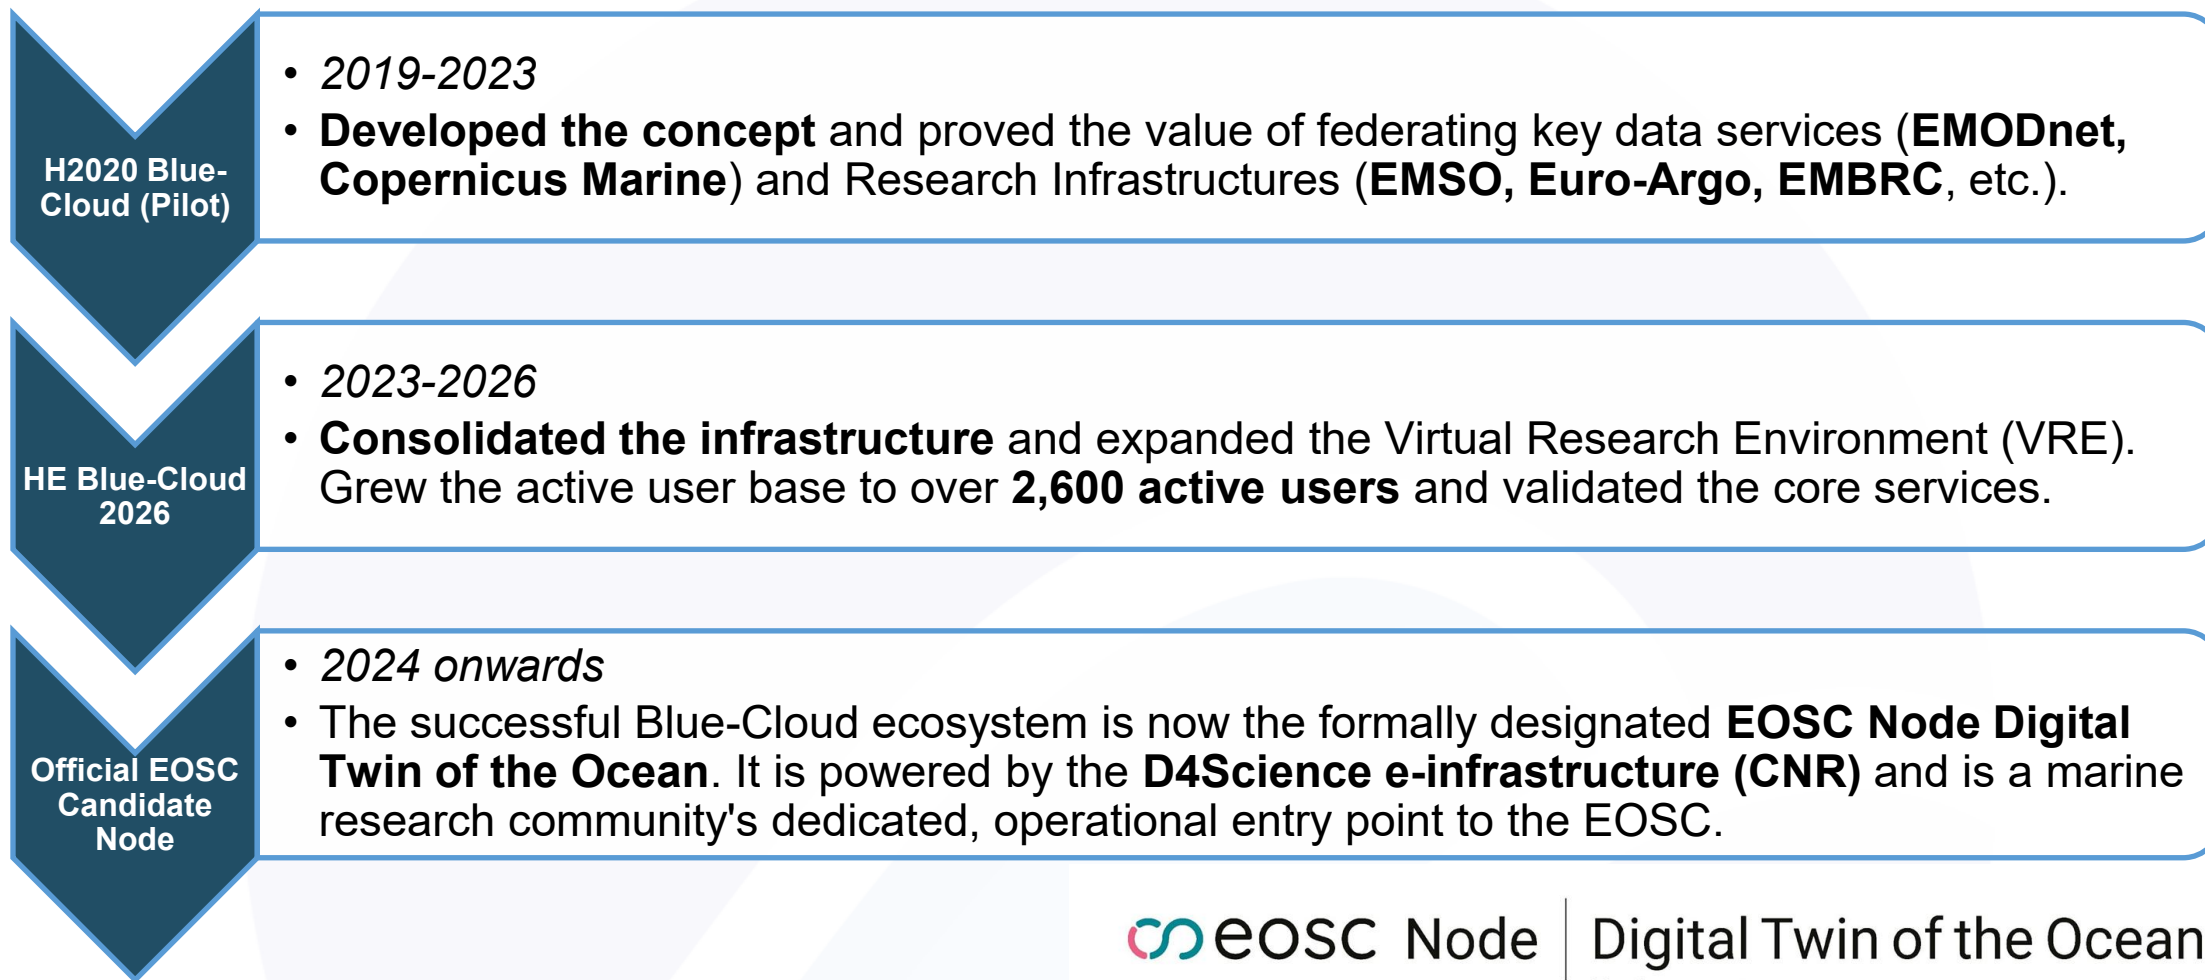 H2020 Blue-
Cloud (Pilot)
• 2019-2023
• Developed the concept and proved the value of federating key data services (EMODnet,
Copernicus Marine) and Research Infrastructures (EMSO, Euro-Argo, EMBRC, etc.).
HE Blue-Cloud
2026
• 2023-2026
• Consolidated the infrastructure and expanded the Virtual Research Environment (VRE).
Grew the active user base to over 2,600 active users and validated the core services.
Official EOSC
Candidate
Node
• 2024 onwards
• The successful Blue-Cloud ecosystem is now the formally designated EOSC Node Digital
Twin of the Ocean. It is powered by the D4Science e-infrastructure (CNR) and is a marine
research community's dedicated, operational entry point to the EOSC.
eosc Node | Digital Twin of the Ocean